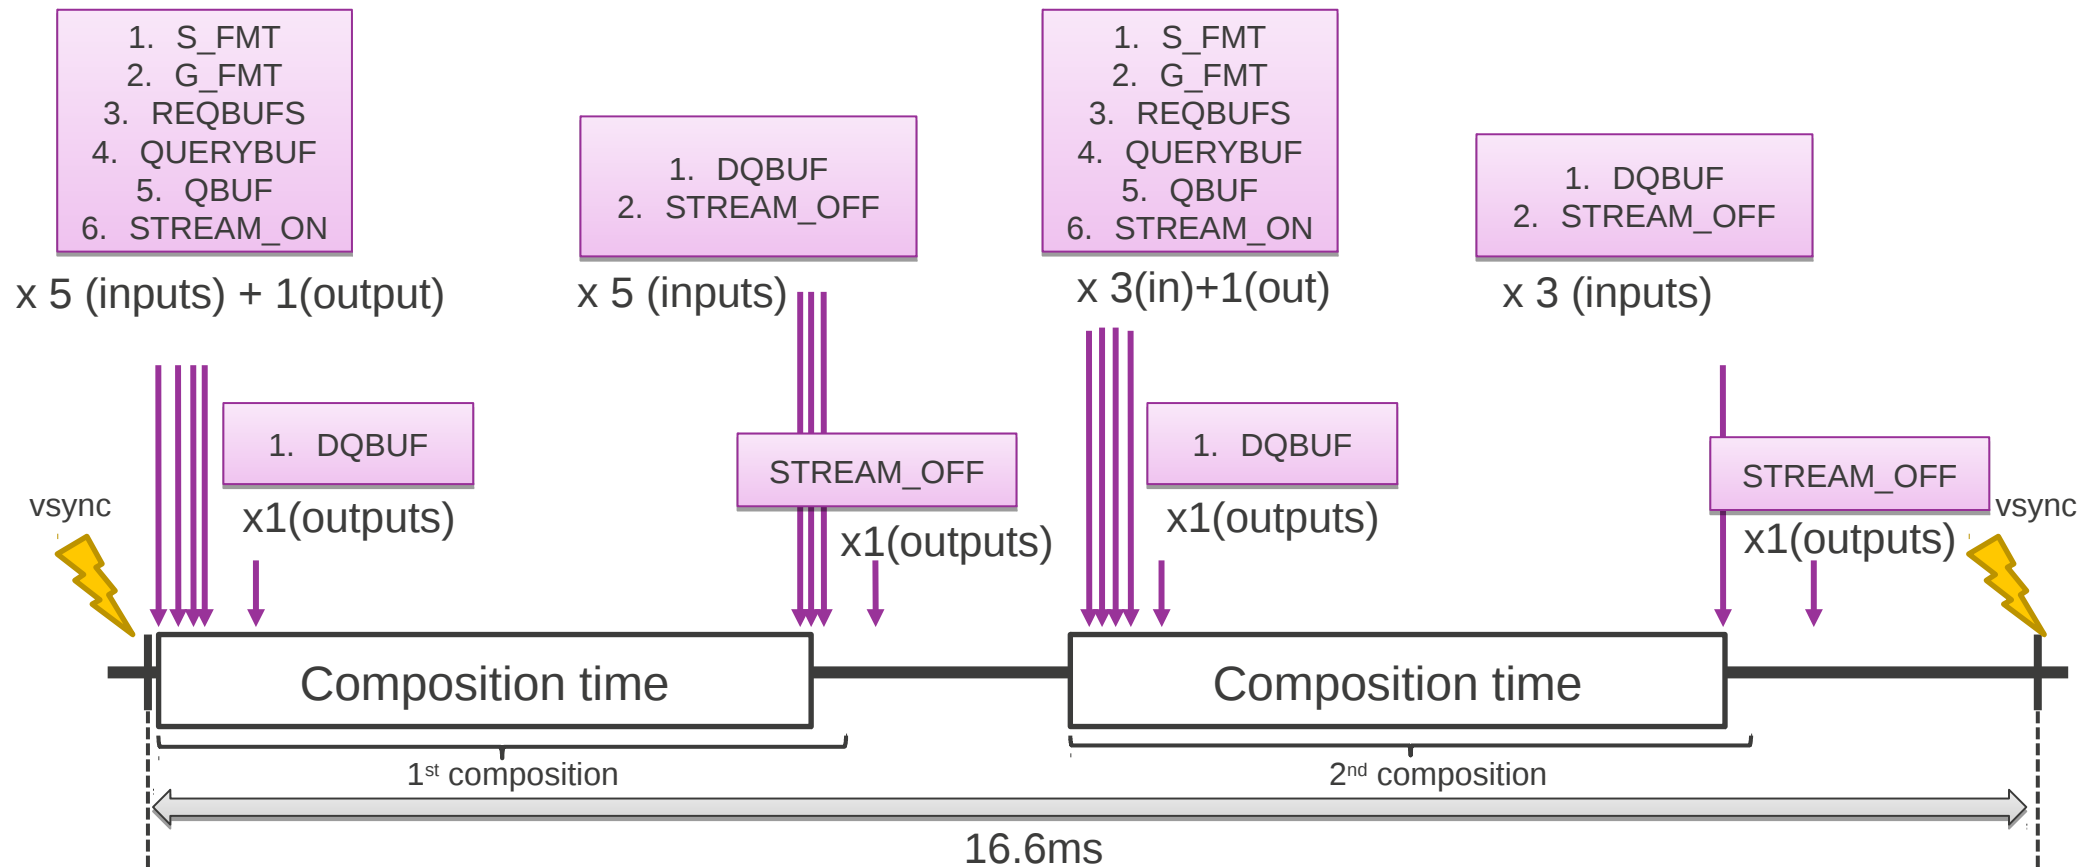 1. S_FMT
2. G_FMT
3. REQBUFS
4. QUERYBUF
5. QBUF
6. STREAM_ON
x 5 (inputs) + 1(output)
1. DQBUF
2. STREAM_OFF
x 5 (inputs)
1. S_FMT
2. G_FMT
3. REQBUFS
4. QUERYBUF
5. QBUF
6. STREAM_ON
x 3(in)+1(out)
1. DQBUF
2. STREAM_OFF
x 3 (inputs)
vsync
1. DQBUF
x1(outputs)
STREAM_OFF
x1(outputs)
1. DQBUF
x1(outputs)
STREAM_OFF
x1(outputs)
vsync
Composition time
Composition time
1st composition
2nd composition
16.6ms